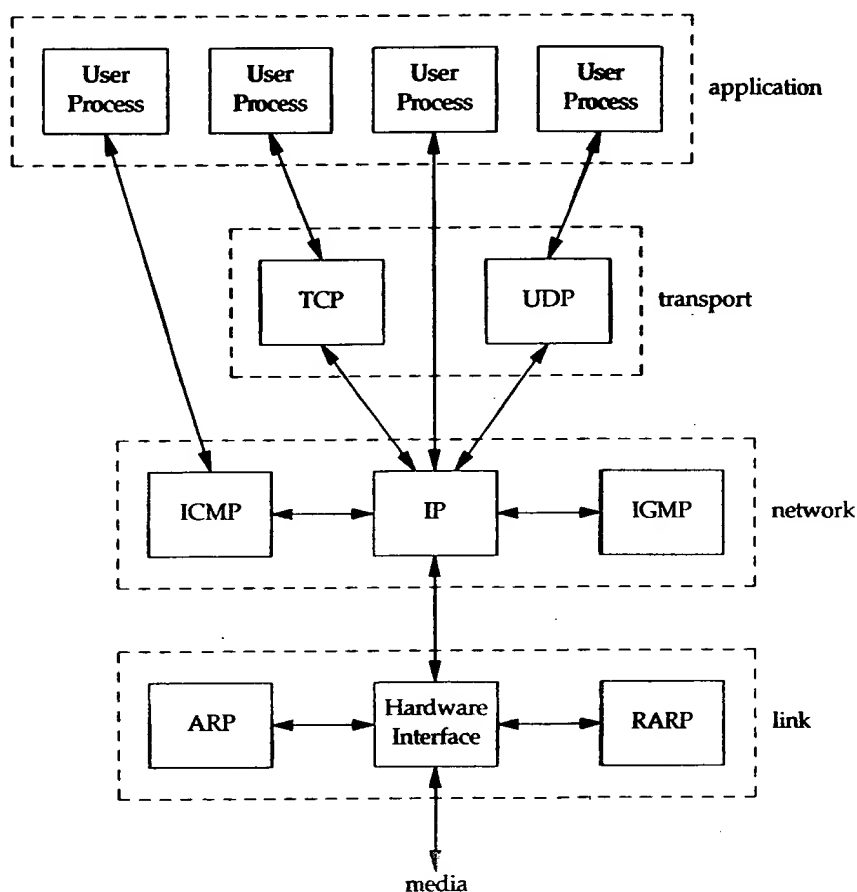 User
Process
User
Process
User
Process
User
Process
application
TCP
UDP
transport
ICMP
IP
IGMP
network
ARP
Hardware
Interface
RARP
link
media